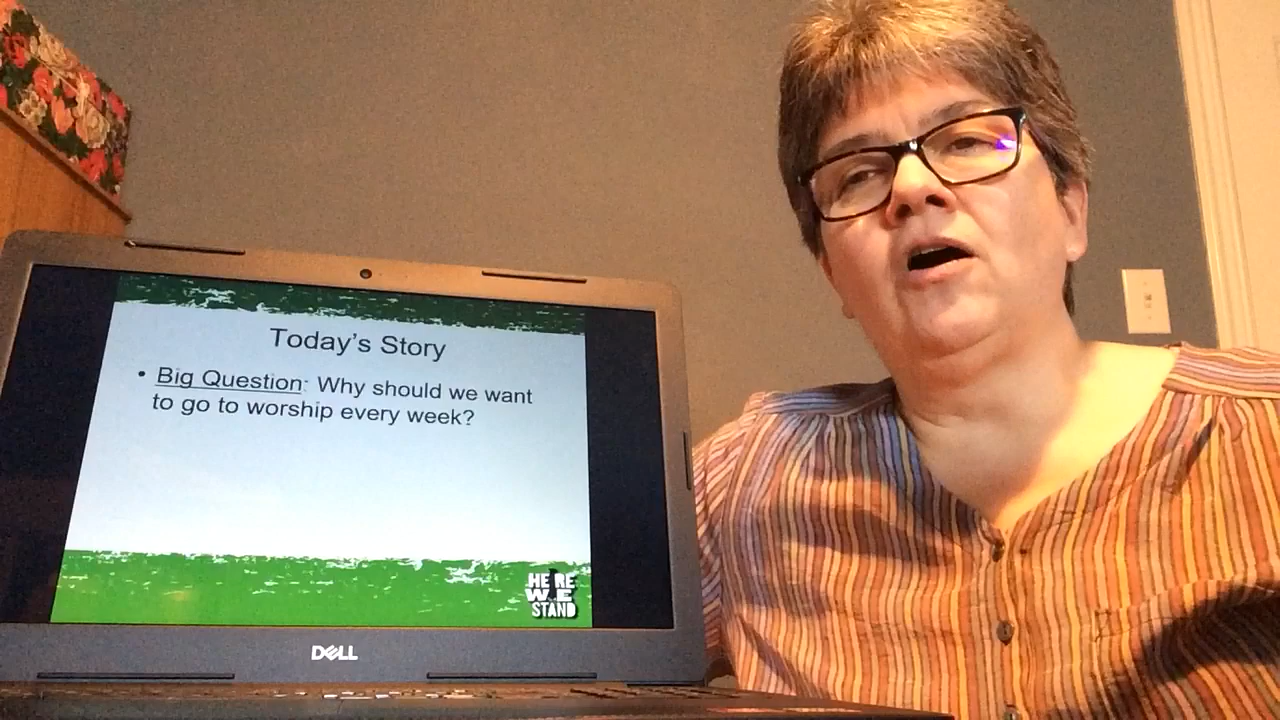 Today's Story
• Big Question: Why should we want
to go to worship every week?
HERE
WE
STAND
DELL